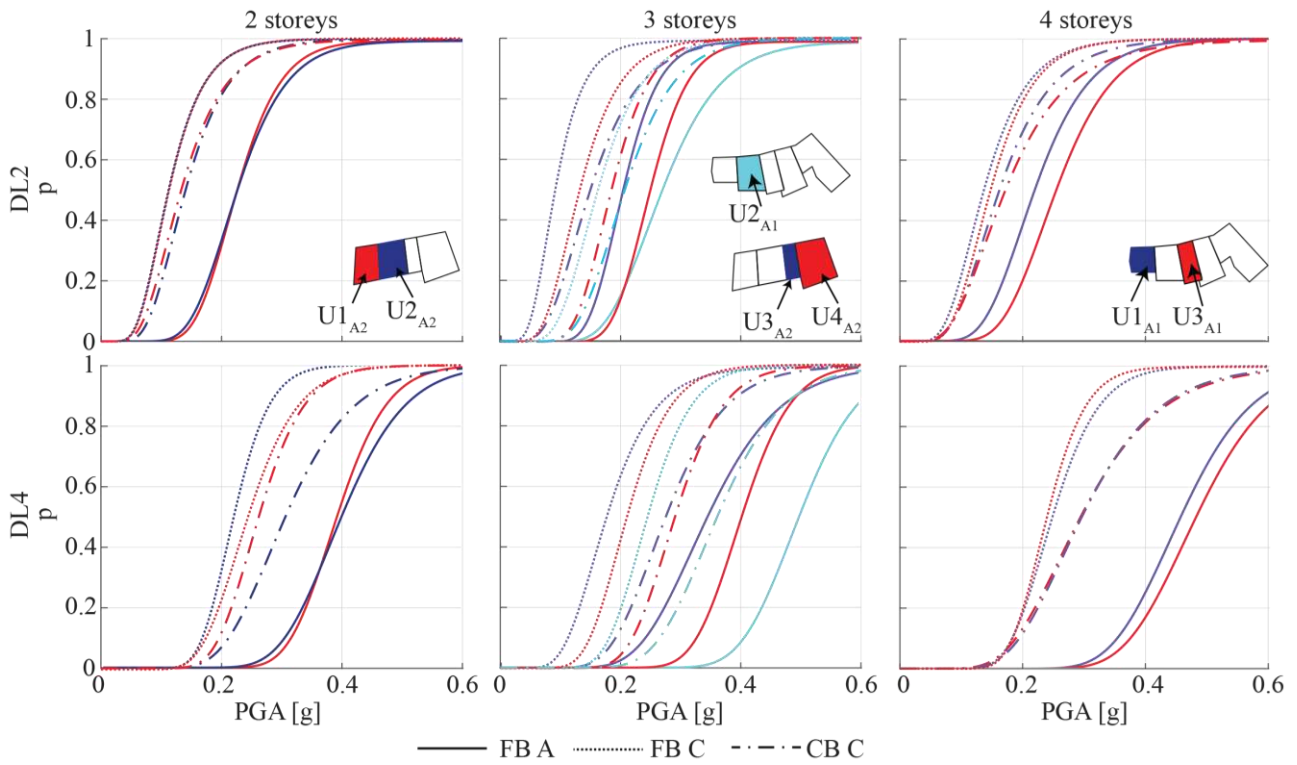 2 storeys
3 storeys
4 storeys
DL2
p
1
0.8
0.6
0.4
0.2
0
U1A2
U2A2
U2A1
U3A2
U4A2
U1A1
U3A1
DL4
p
1
0.8
0.6
0.4
0.2
0
0 0.2 0.4 0.6
0 0.2 0.4 0.6
0 0.2 0.4 0.6
PGA [g]
PGA [g]
PGA [g]
FB A
FB C
CB C